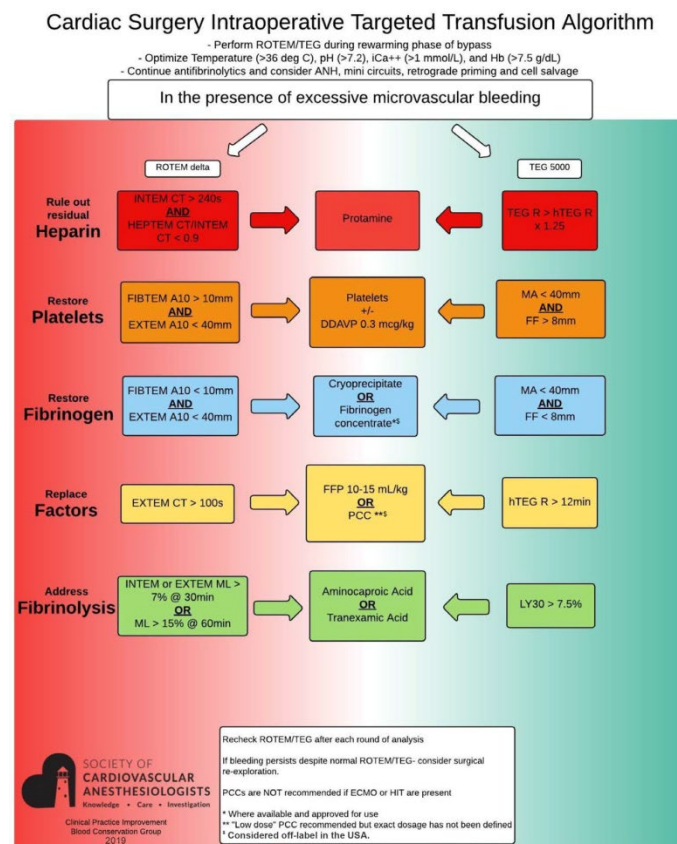 Cardiac Surgery Intraoperative Targeted Transfusion Algorithm
- Perform ROTEM/TEG during rewarming phase of bypass
- Optimize Temperature (>36 deg C), pH (>7.2), iCa++ (>1 mmol/L), and Hb (>7.5 g/dL)
- Continue antifibrinolytics and consider ANH, mini circuits, retrograde priming and cell salvage
In the presence of excessive microvascular bleeding
ROTEM delta
TEG 5000
Rule out
residual
Heparin
INTEM CT > 240s
AND
HEPTEM CT/INTEM
CT < 0.9
Protamine
TEG R > hTEG R
x 1.25
Restore
Platelets
FIBTEM A10 > 10mm
AND
EXTEM A10 < 40mm
Platelets
+/-
DDAVP 0.3 mcg/kg
MA < 40mm
AND
FF > 8mm
Restore
Fibrinogen
FIBTEM A10 < 10mm
AND
EXTEM A10 < 40mm
Cryoprecipitate
OR
Fibrinogen
concentrate*$
MA < 40mm
AND
FF < 8mm
Replace
Factors
EXTEM CT > 100s
FFP 10-15 mL/kg
OR
PCC **$
hTEG R > 12min
Address
Fibrinolysis
INTEM or EXTEM ML >
7% @ 30min
OR
ML > 15% @ 60min
Aminocaproic Acid
OR
Tranexamic Acid
LY30 > 7.5%
SOCIETY OF
CARDIOVASCULAR
ANESTHESIOLOGISTS
Knowledge • Care • Investigation
Clinical Practice Improvement
Blood Conservation Group
2019
Recheck ROTEM/TEG after each round of analysis
If bleeding persists despite normal ROTEM/TEG- consider surgical
re-exploration.
PCCs are NOT recommended if ECMO or HIT are present
* Where available and approved for use
** "Low dose" PCC recommended but exact dosage has not been defined
$ Considered off-label in the USA.